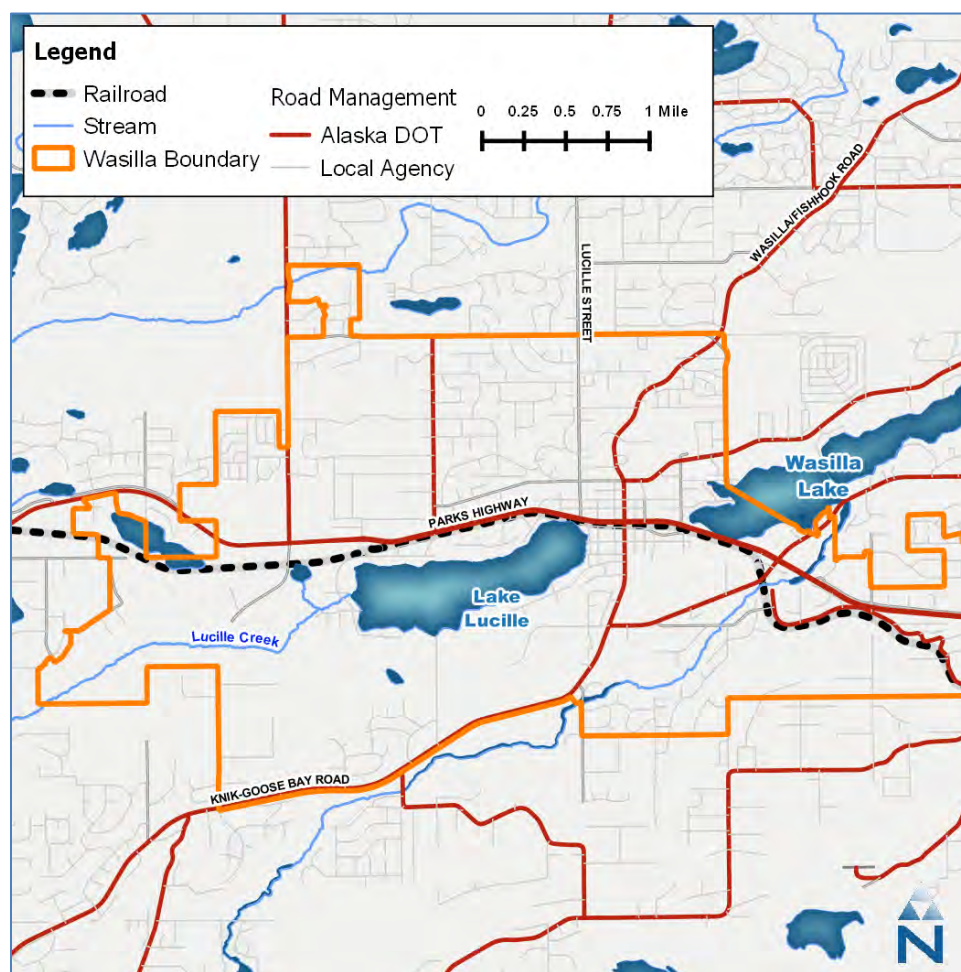 Legend
Railroad
Stream
Wasilla Boundary
Road Management
Alaska DOT
Local Agency
0 0.25 0.5 0.75 1 Mile
WASILLA/FISHHOOK ROAD
LUCILLE STREET
Wasilla
Lake
PARKS HIGHWAY
Lake
Lucille
Lucille Creek
KNIK-GOOSE BAY ROAD
N